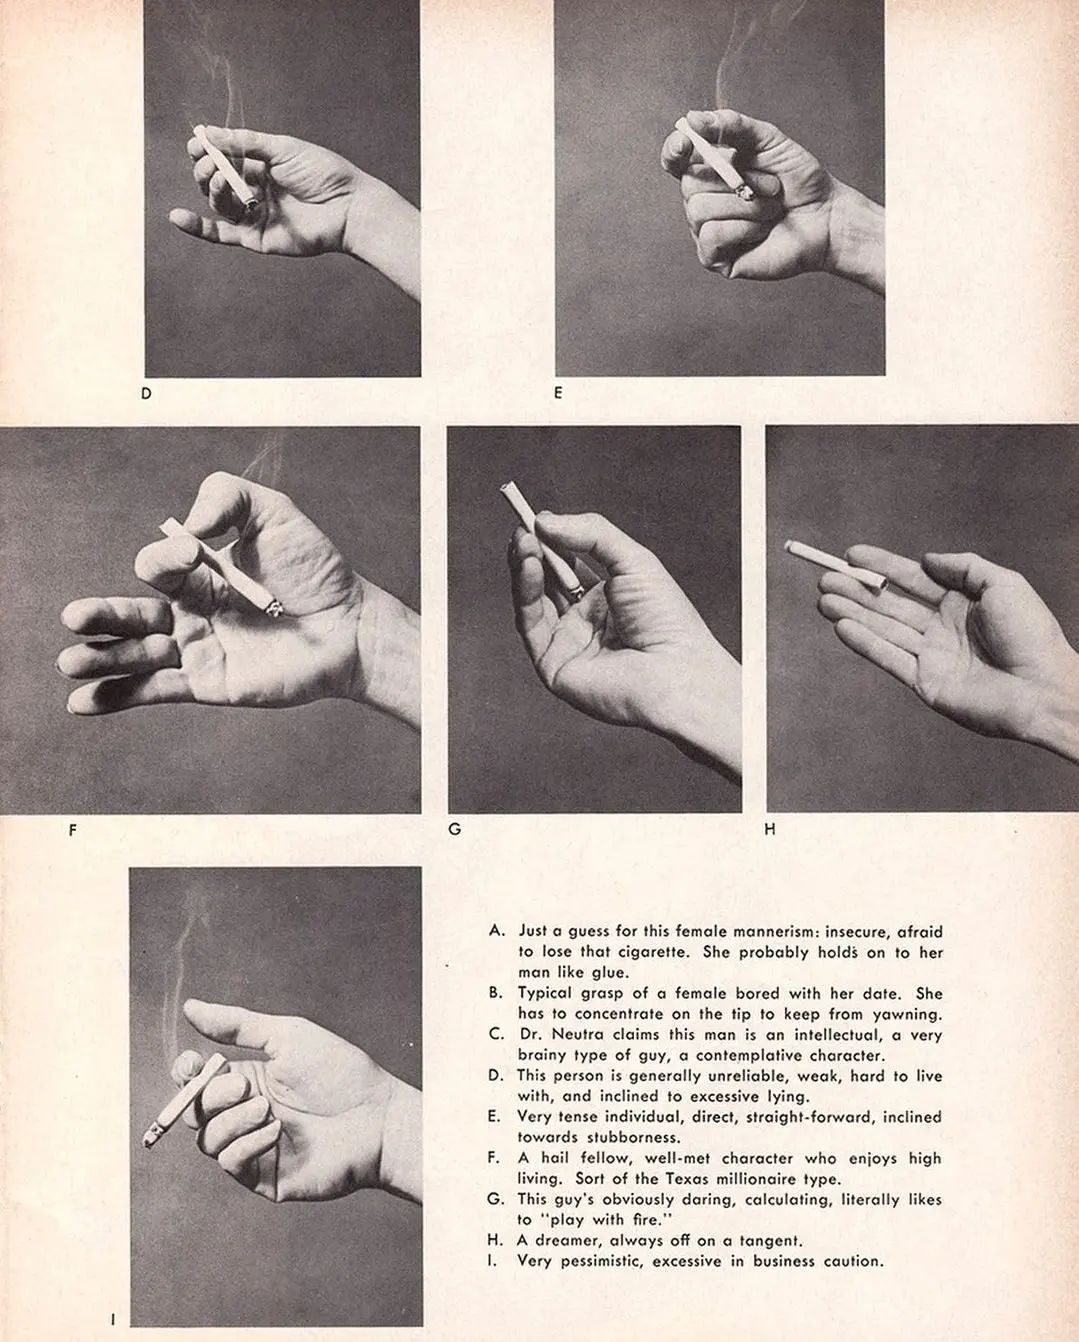 D
E
F
G
H
I
A. Just a guess for this female mannerism: insecure, afraid
to lose that cigarette. She probably holds on to her
man like glue.
B. Typical grasp of a female bored with her date. She
has to concentrate on the tip to keep from yawning.
C. Dr. Neutra claims this man is an intellectual, a very
brainy type of guy, a contemplative character.
D. This person is generally unreliable, weak, hard to live
with, and inclined to excessive lying.
E. Very tense individual, direct, straight-forward, inclined
towards stubborness.
F. A hail fellow, well-met character who enjoys high
living. Sort of the Texas millionaire type.
G. This guy's obviously daring, calculating, literally likes
to "play with fire."
H. A dreamer, always off on a tangent.
I. Very pessimistic, excessive in business caution.